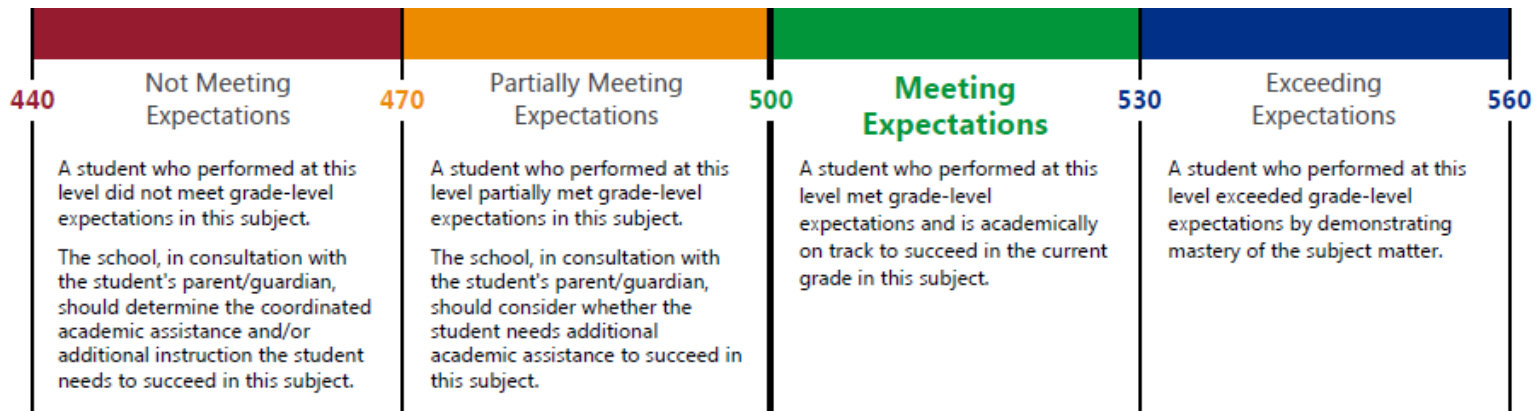 440
Not Meeting
Expectations
470
Partially Meeting
Expectations
500
Meeting
Expectations
530
Exceeding
Expectations
560
A student who performed at this
level did not meet grade-level
expectations in this subject.
The school, in consultation with
the student's parent/guardian,
should determine the coordinated
academic assistance and/or
additional instruction the student
needs to succeed in this subject.
A student who performed at this
level partially met grade-level
expectations in this subject.
The school, in consultation with
the student's parent/guardian,
should consider whether the
student needs additional
academic assistance to succeed in
this subject.
A student who performed at this
level met grade-level
expectations and is academically
on track to succeed in the current
grade in this subject.
A student who performed at this
level exceeded grade-level
expectations by demonstrating
mastery of the subject matter.